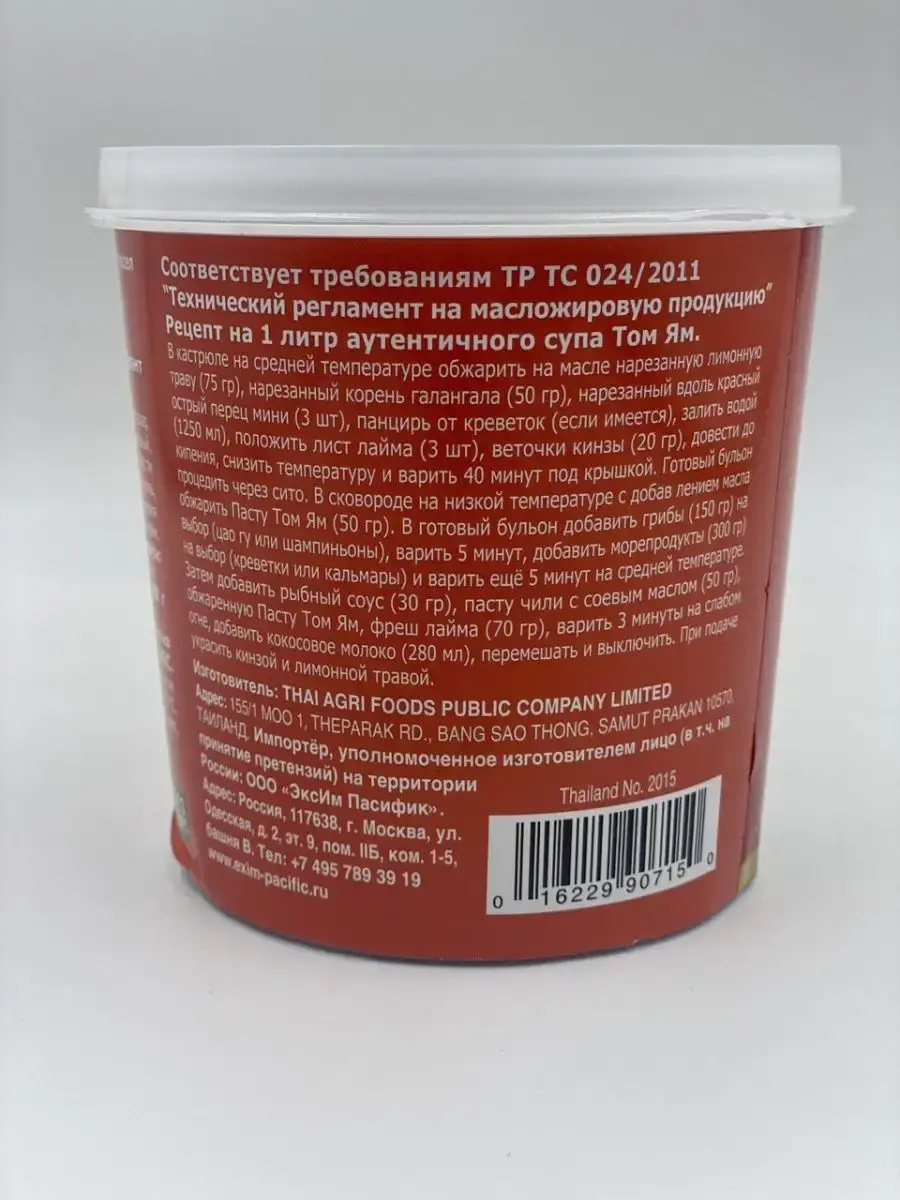 Соответствует требованиям ТР ТС 024/2011
"Технический регламент на масложировую продукцию"
Рецепт на 1 литр аутентичного супа Том Ям.
В кастрюле на средней температуре обжарить на масле нарезанную лимонную
траву (75 гр), нарезанный корень галангала (50 гр), нарезанный вдоль красный
острый перец мини (3 шт), панцирь от креветок (если имеется), залить водой
(1250 мл), положить лист лайма (3 шт), веточки кинзы (20 гр), довести до
кипения, снизить температуру и варить 40 минут под крышкой. Готовый бульон
процедить через сито. В сковороде на низкой температуре с добав лением масла
обжарить Пасту Том Ям (50 гр). В готовый бульон добавить грибы (150 гр) на
выбор (цао гу или шампиньоны), варить 5 минут, добавить морепродукты (300 гр)
на выбор (креветки или кальмары) и варить ещё 5 минут на средней температуре.
Затем добавить рыбный соус (30 гр), пасту чили с соевым маслом (50 гр),
обжаренную Пасту Том Ям, фреш лайма (70 гр), варить 3 минуты на слабом
огне, добавить кокосовое молоко (280 мл), перемешать и выключить. При подаче
украсить кинзой и лимонной травой.
Изготовитель: THAI AGRI FOODS PUBLIC COMPANY LIMITED
Адрес: 155/1 MOO 1, THEPARAK RD., BANG SAO THONG, SAMUT PRAKAN 10570,
ТАИЛАНД. Импортёр, уполномоченное изготовителем лицо (в т.ч. на
принятие претензий) на территории
России: ООО «ЭксИм Пасифик».
Адрес: Россия, 117638, г. Москва, ул.
Одесская, д. 2, эт. 9, пом. IIБ, ком. 1-5,
башня В. Тел: +7 495 789 39 19
www.exim-pacific.ru
Thailand No. 2015
0 16229 90715 0